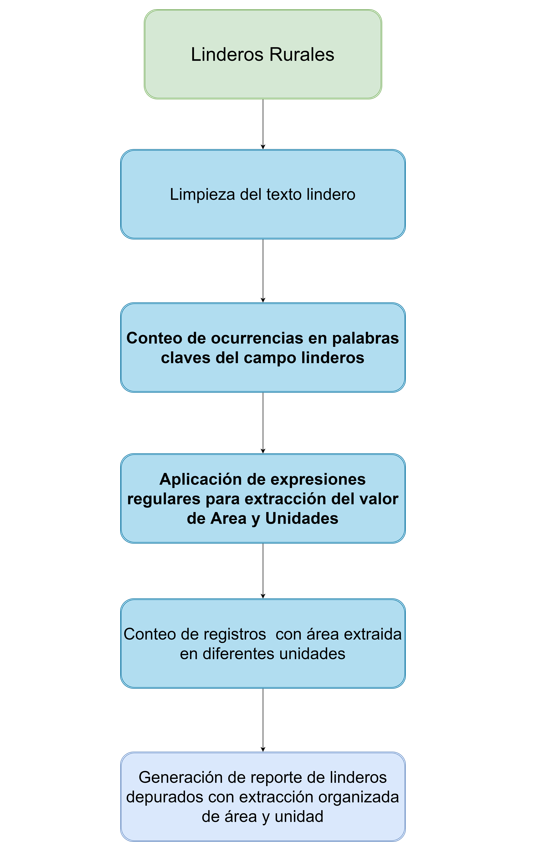 Linderos Rurales
Limpieza del texto lindero
Conteo de ocurrencias en palabras
claves del campo linderos
Aplicación de expresiones
regulares para extracción del valor
de Area y Unidades
Conteo de registros  con área extraida
en diferentes unidades
Generación de reporte de linderos
depurados con extracción organizada
de área y unidad